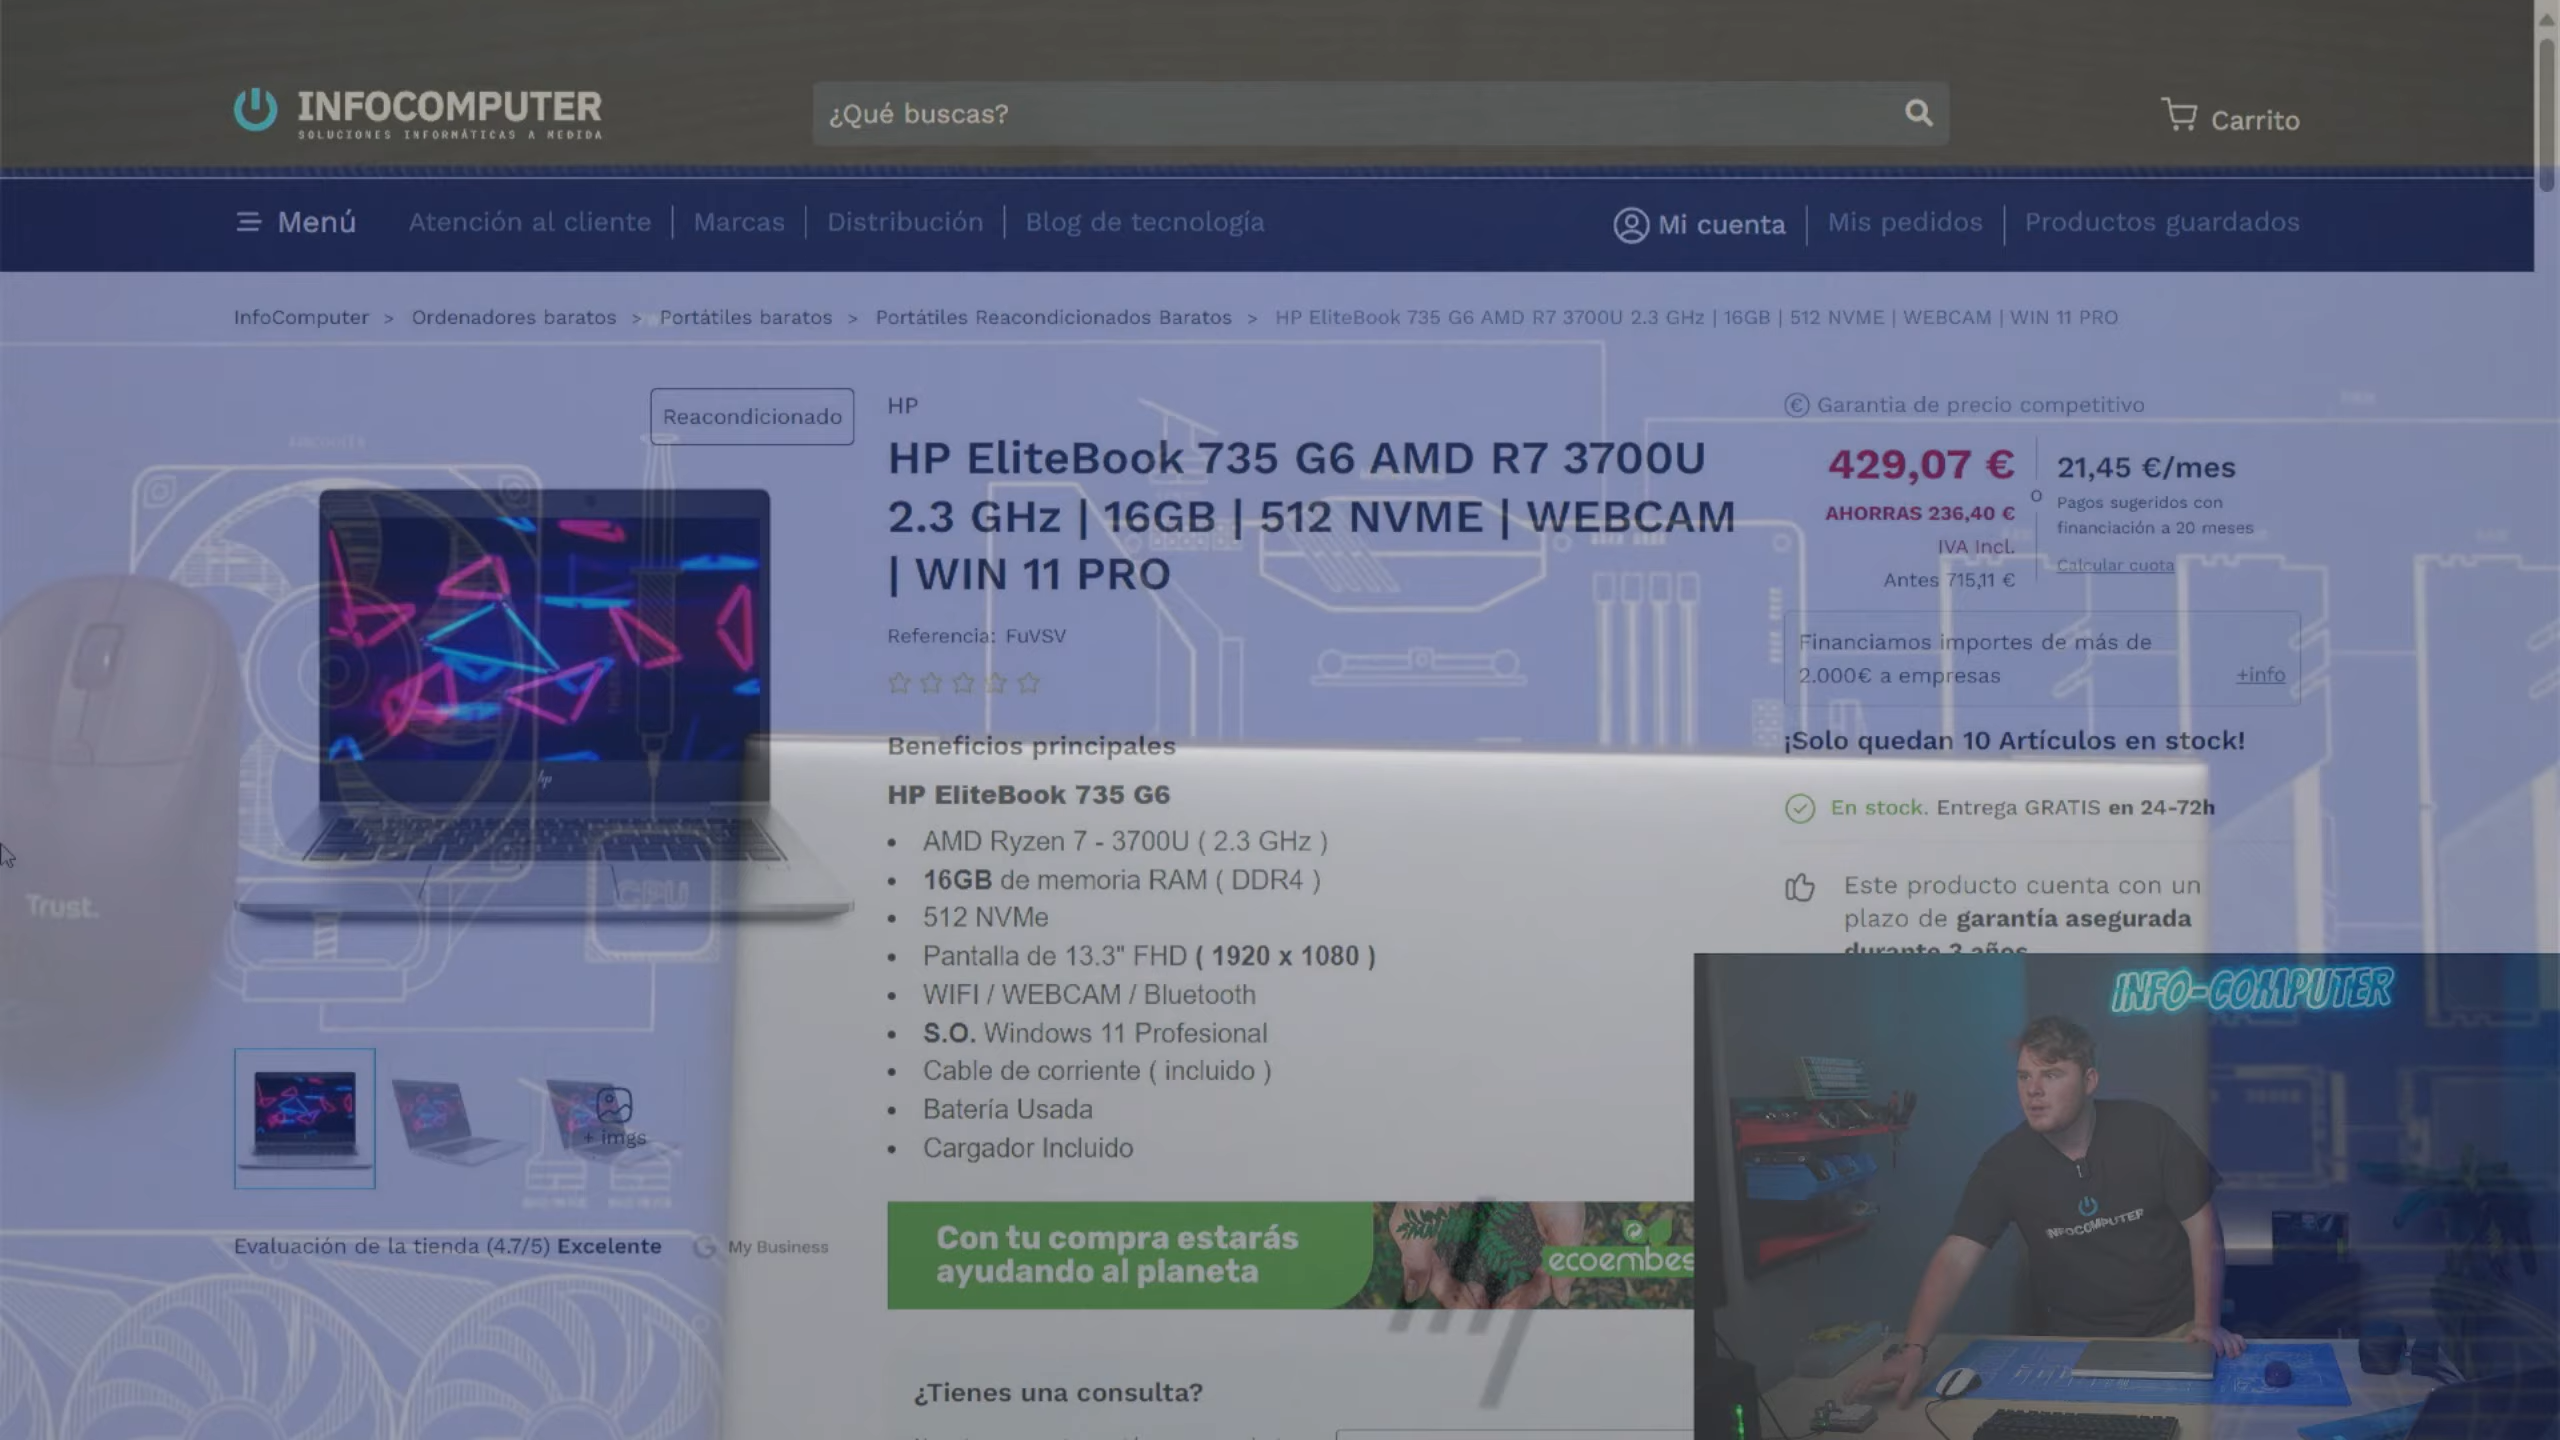 INFOCOMPUTER
SOLUCIONES INFORMÁTICAS A MEDIDA
¿Qué buscas?
Carrito
Menú
Atención al cliente
Marcas
Distribución
Blog de tecnología
Mi cuenta
Mis pedidos
Productos guardados
InfoComputer > Ordenadores baratos > Portátiles baratos > Portátiles Reacondicionados Baratos > HP EliteBook 735 G6 AMD R7 3700U 2.3 GHz | 16GB | 512 NVME | WEBCAM | WIN 11 PRO
Reacondicionado
HP
HP EliteBook 735 G6 AMD R7 3700U
2.3 GHz | 16GB | 512 NVME | WEBCAM
| WIN 11 PRO
Referencia: FuVSV
Beneficios principales
HP EliteBook 735 G6
• AMD Ryzen 7 - 3700U ( 2.3 GHz )
• 16GB de memoria RAM ( DDR4 )
• 512 NVMe
• Pantalla de 13.3" FHD ( 1920 x 1080 )
• WIFI / WEBCAM / Bluetooth
• S.O. Windows 11 Profesional
• Cable de corriente ( incluido )
• Batería Usada
• Cargador Incluido
Garantia de precio competitivo
429,07 €
AHORRAS 236,40 €
IVA Incl.
Antes 715,11 €
o
21,45 €/mes
Pagos sugeridos con
financiación a 20 meses
Calcular cuota
Financiamos importes de más de
2.000€ a empresas
+info
¡Solo quedan 10 Artículos en stock!
En stock. Entrega GRATIS en 24-72h
Este producto cuenta con un
plazo de garantía asegurada
durante 3 años
Trust.
CPU
hp
+ imgs
Evaluación de la tienda (4.7/5) Excelente
G My Business
Con tu compra estarás
ayudando al planeta
ecoembes
¿Tienes una consulta?
INFO-COMPUTER
INFOCOMPUTER